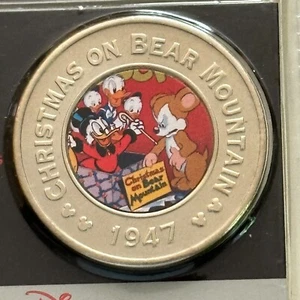 CHRISTMAS ON BEAR MOUNTAIN
Christmas
on Bear
Mountain
1947